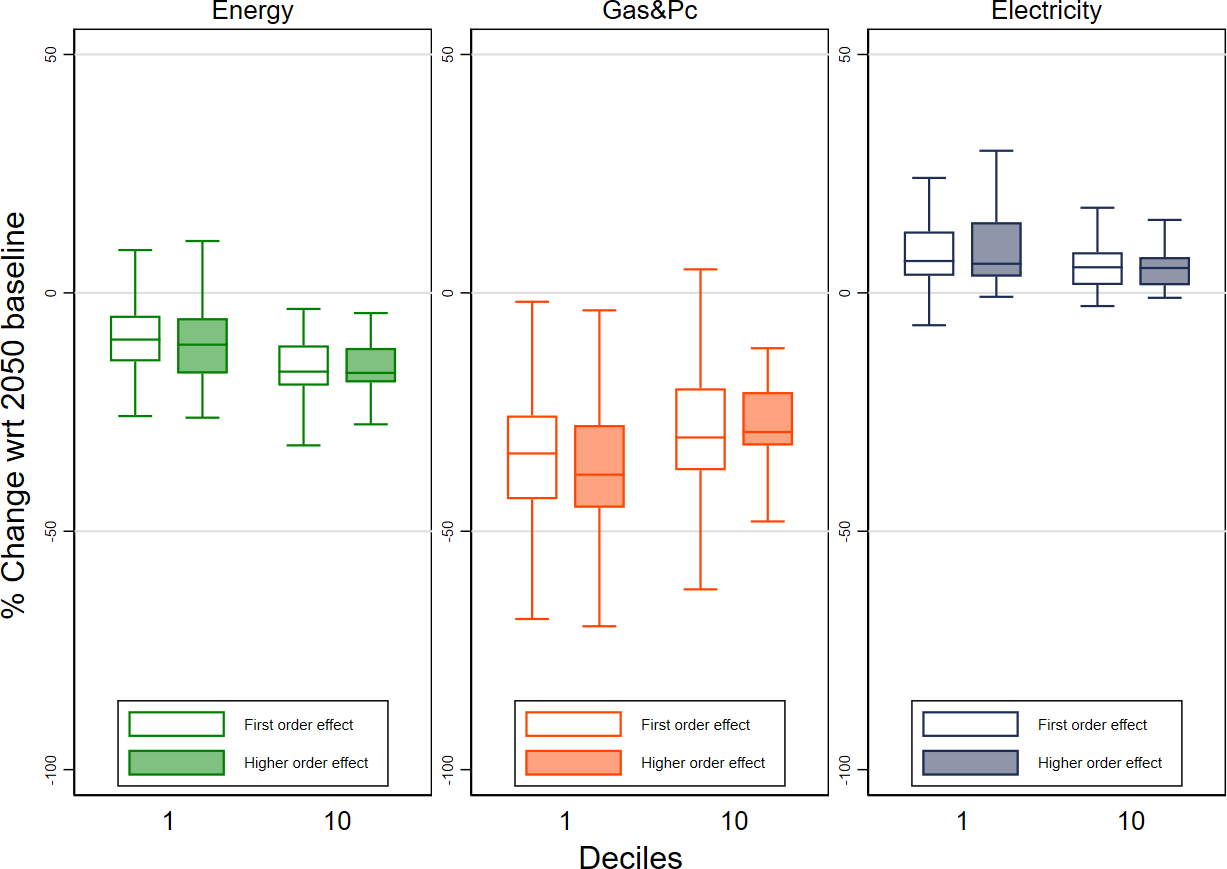 Energy
Gas&Pc
Electricity
% Change wrt 2050 baseline
50
0
-50
-100
50
0
-50
-100
50
0
-50
-100
First order effect
Higher order effect
First order effect
Higher order effect
First order effect
Higher order effect
1
10
1
10
1
10
Deciles